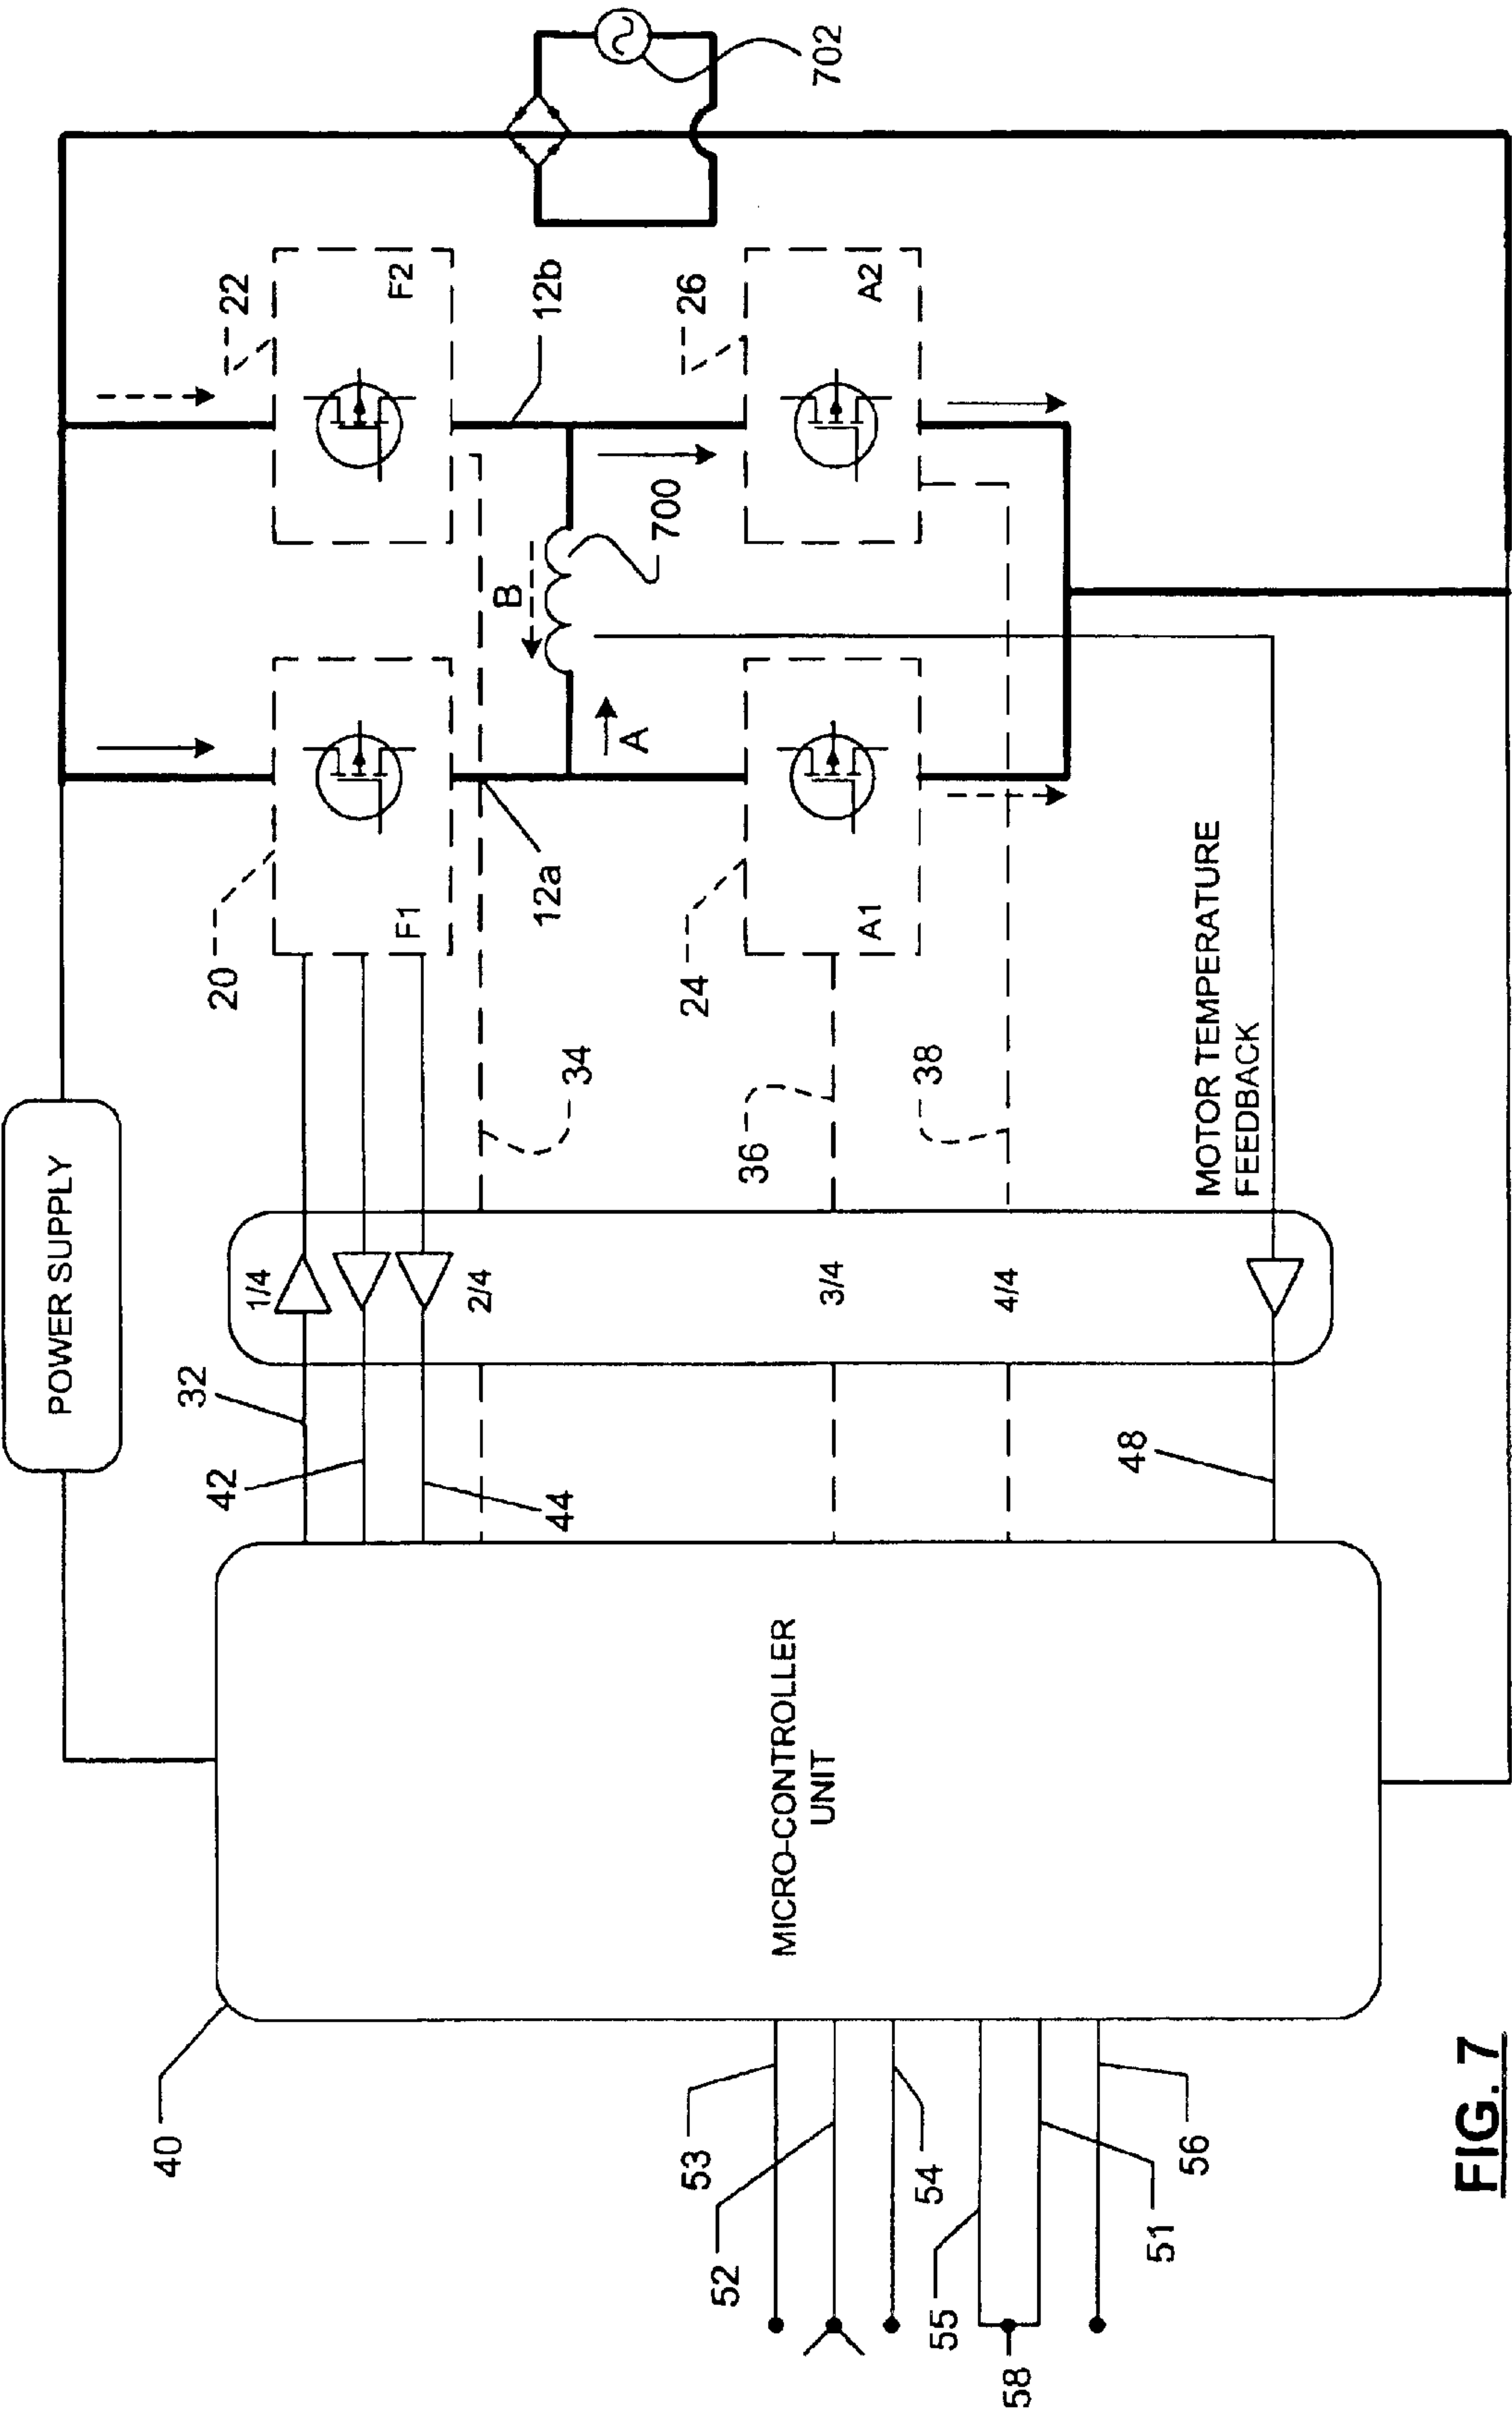 POWER SUPPLY
702
22
F2
12b
26
A2
B
700
A
20
F1
12a
24
A1
34
36
38
MOTOR TEMPERATURE
FEEDBACK
1/4
2/4
3/4
4/4
32
42
44
48
MICRO-CONTROLLER
UNIT
40
53
52
54
55
58
51
56
FIG. 7